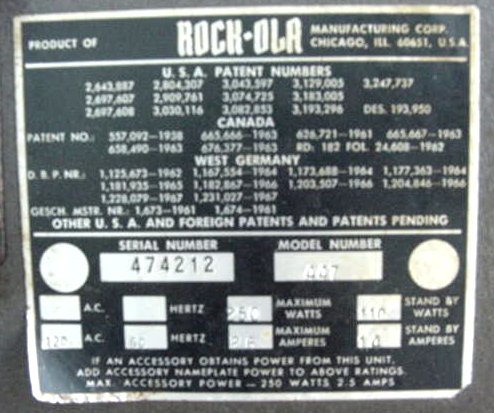 PRODUCT OF ROCK-OLA MANUFACTURING CORP.
CHICAGO, ILL. 60651, U.S.A.
U.S.A. PATENT NUMBERS
2,643,887 2,804,307 3,043,597 3,129,005 3,247,737
2,697,607 2,909,761 3,074,725 3,183,005
2,697,608 3,030,116 3,082,853 3,193,296 DES. 193,950
CANADA
PATENT NO.: 557,092—1958 665,666—1963 626,721—1961 665,667—1963
658,490—1963 676,377—1963 RD: 182 FOL. 24,608—1962
WEST GERMANY
D.B.P. NR.: 1,125,673—1962 1,167,554—1964 1,173,688—1964 1,177,363—1964
1,181,935—1965 1,182,867—1966 1,203,507—1966 1,204,846—1966
1,228,079—1967 1,231,027—1967
GESCH. MSTR. NR.: 1,673—1961 1,674—1961
OTHER U.S.A. AND FOREIGN PATENTS AND PATENTS PENDING
SERIAL NUMBER MODEL NUMBER
474212 447
A.C. HERTZ 250 MAXIMUM WATTS 110 STAND BY WATTS
120 A.C. 60 HERTZ MAXIMUM AMPERES STAND BY AMPERES
IF AN ACCESSORY OBTAINS POWER FROM THIS UNIT,
ADD ACCESSORY NAMEPLATE POWER TO ABOVE RATINGS.
MAX. ACCESSORY POWER—250 WATTS 2.5 AMPS